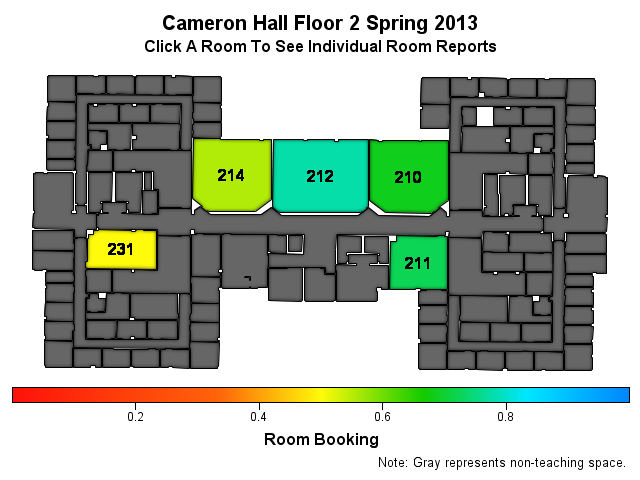 Cameron Hall Floor 2 Spring 2013
Click A Room To See Individual Room Reports
214
212
210
231
211
0.2
0.4
0.6
0.8
Room Booking
Note: Gray represents non-teaching space.